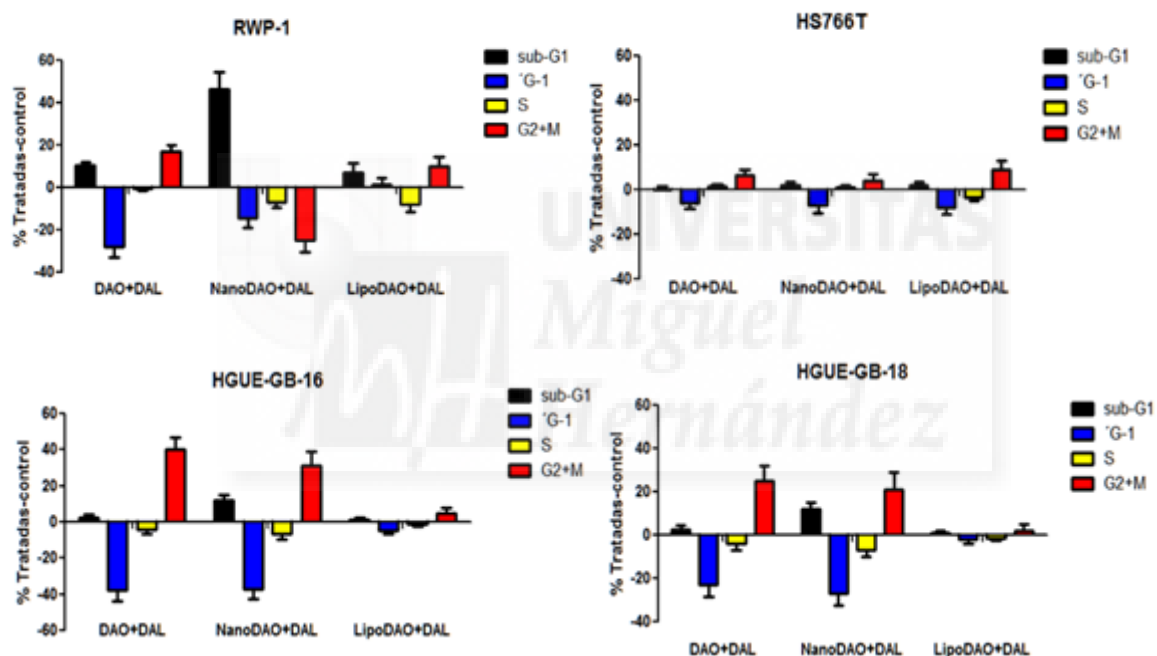 RWP-1
% Tratadas-control
60
40
20
0
-20
-40
sub-G1
´G-1
S
G2+M
DAO+DAL NanoDAO+DAL LipoDAO+DAL
HS766T
% Tratadas-control
60
40
20
0
-20
-40
sub-G1
´G-1
S
G2+M
DAO+DAL NanoDAO+DAL LipoDAO+DAL
UNIVERSITAS
Miguel
Hernández
HGUE-GB-16
% Tratadas-control
60
40
20
0
-20
-40
-60
sub-G1
´G-1
S
G2+M
DAO+DAL NanoDAO+DAL LipoDAO+DAL
HGUE-GB-18
% Tratadas-control
60
40
20
0
-20
-40
sub-G1
´G-1
S
G2+M
DAO+DAL NanoDAO+DAL LipoDAO+DAL